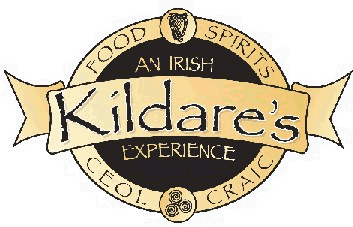 FOOD SPIRITS
AN IRISH
Kildare's
EXPERIENCE
CEOL CRAIC